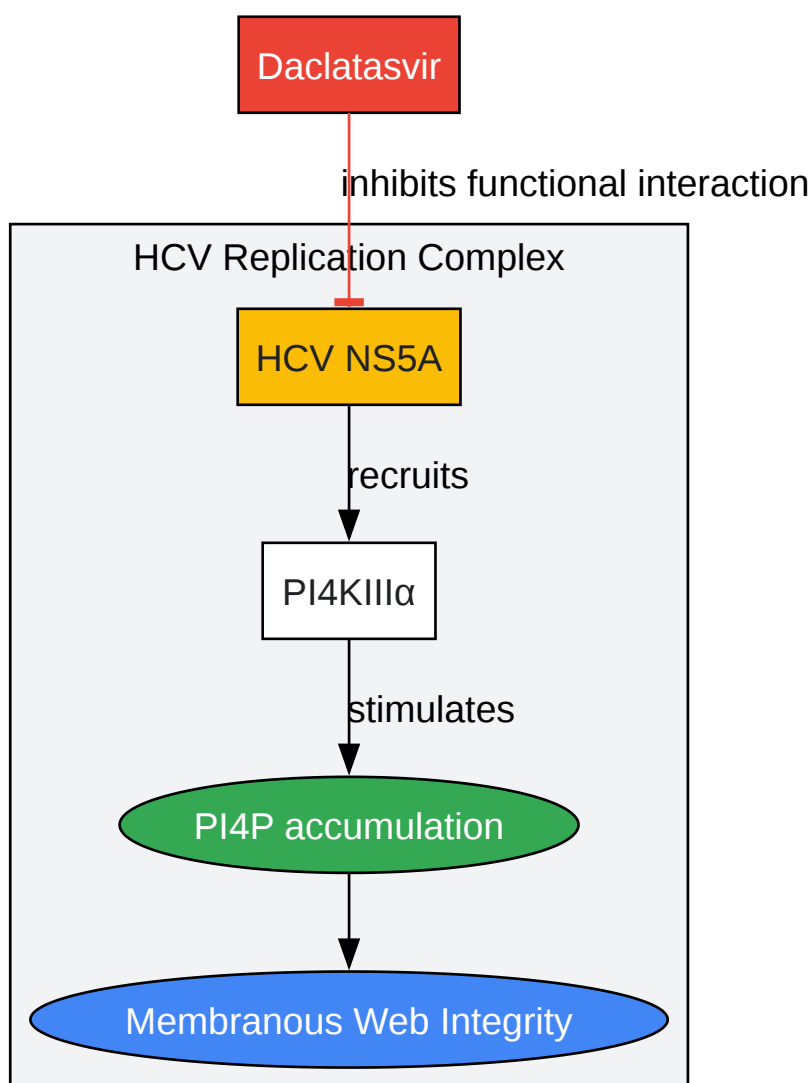 Daclatasvir
inhibits functional interaction
HCV Replication Complex
HCV NS5A
recruits
PI4KIIIα
stimulates
PI4P accumulation
Membranous Web Integrity